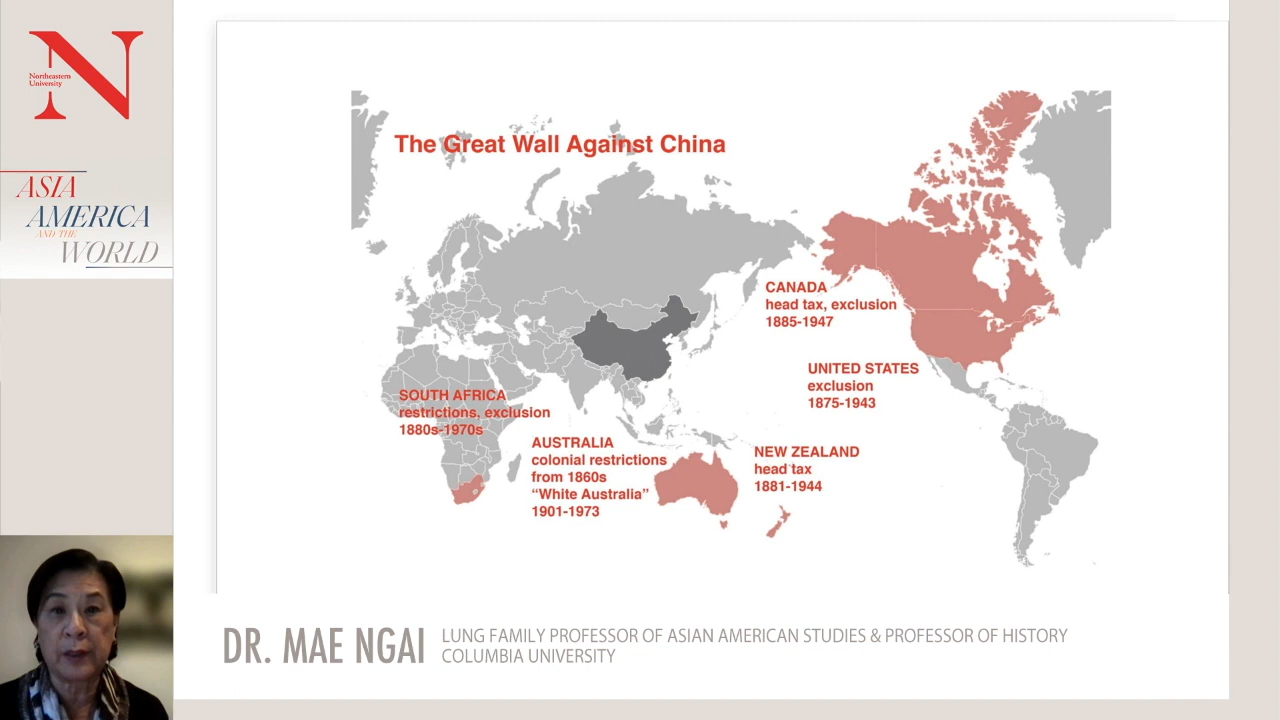 Northeastern
University
ASIA
AMERICA
AND THE
WORLD
The Great Wall Against China
CANADA
head tax, exclusion
1885-1947
UNITED STATES
exclusion
1875-1943
SOUTH AFRICA
restrictions, exclusion
1880s-1970s
AUSTRALIA
colonial restrictions
from 1860s
“White Australia”
1901-1973
NEW ZEALAND
head tax
1881-1944
DR. MAE NGAI
LUNG FAMILY PROFESSOR OF ASIAN AMERICAN STUDIES & PROFESSOR OF HISTORY
COLUMBIA UNIVERSITY